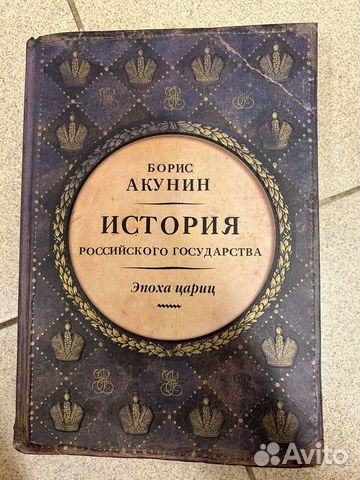 БОРИС
АКУНИН
ИСТОРИЯ
РОССИЙСКОГО ГОСУДАРСТВА
Эпоха цариц
Avito